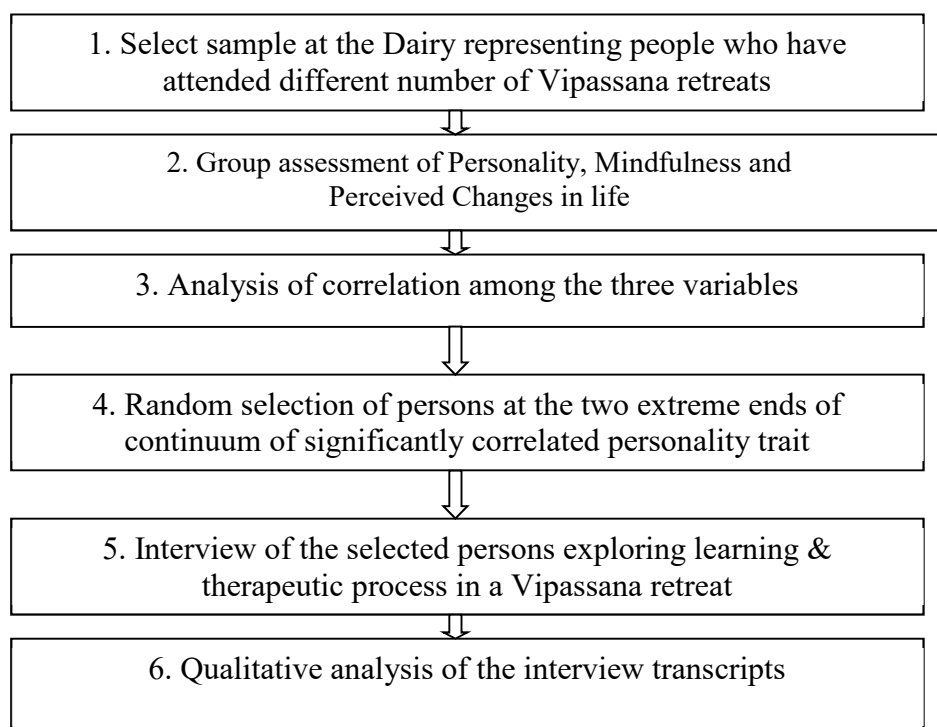 1. Select sample at the Dairy representing people who have
attended different number of Vipassana retreats
2. Group assessment of Personality, Mindfulness and
Perceived Changes in life
3. Analysis of correlation among the three variables
4. Random selection of persons at the two extreme ends of
continuum of significantly correlated personality trait
5. Interview of the selected persons exploring learning &
therapeutic process in a Vipassana retreat
6. Qualitative analysis of the interview transcripts